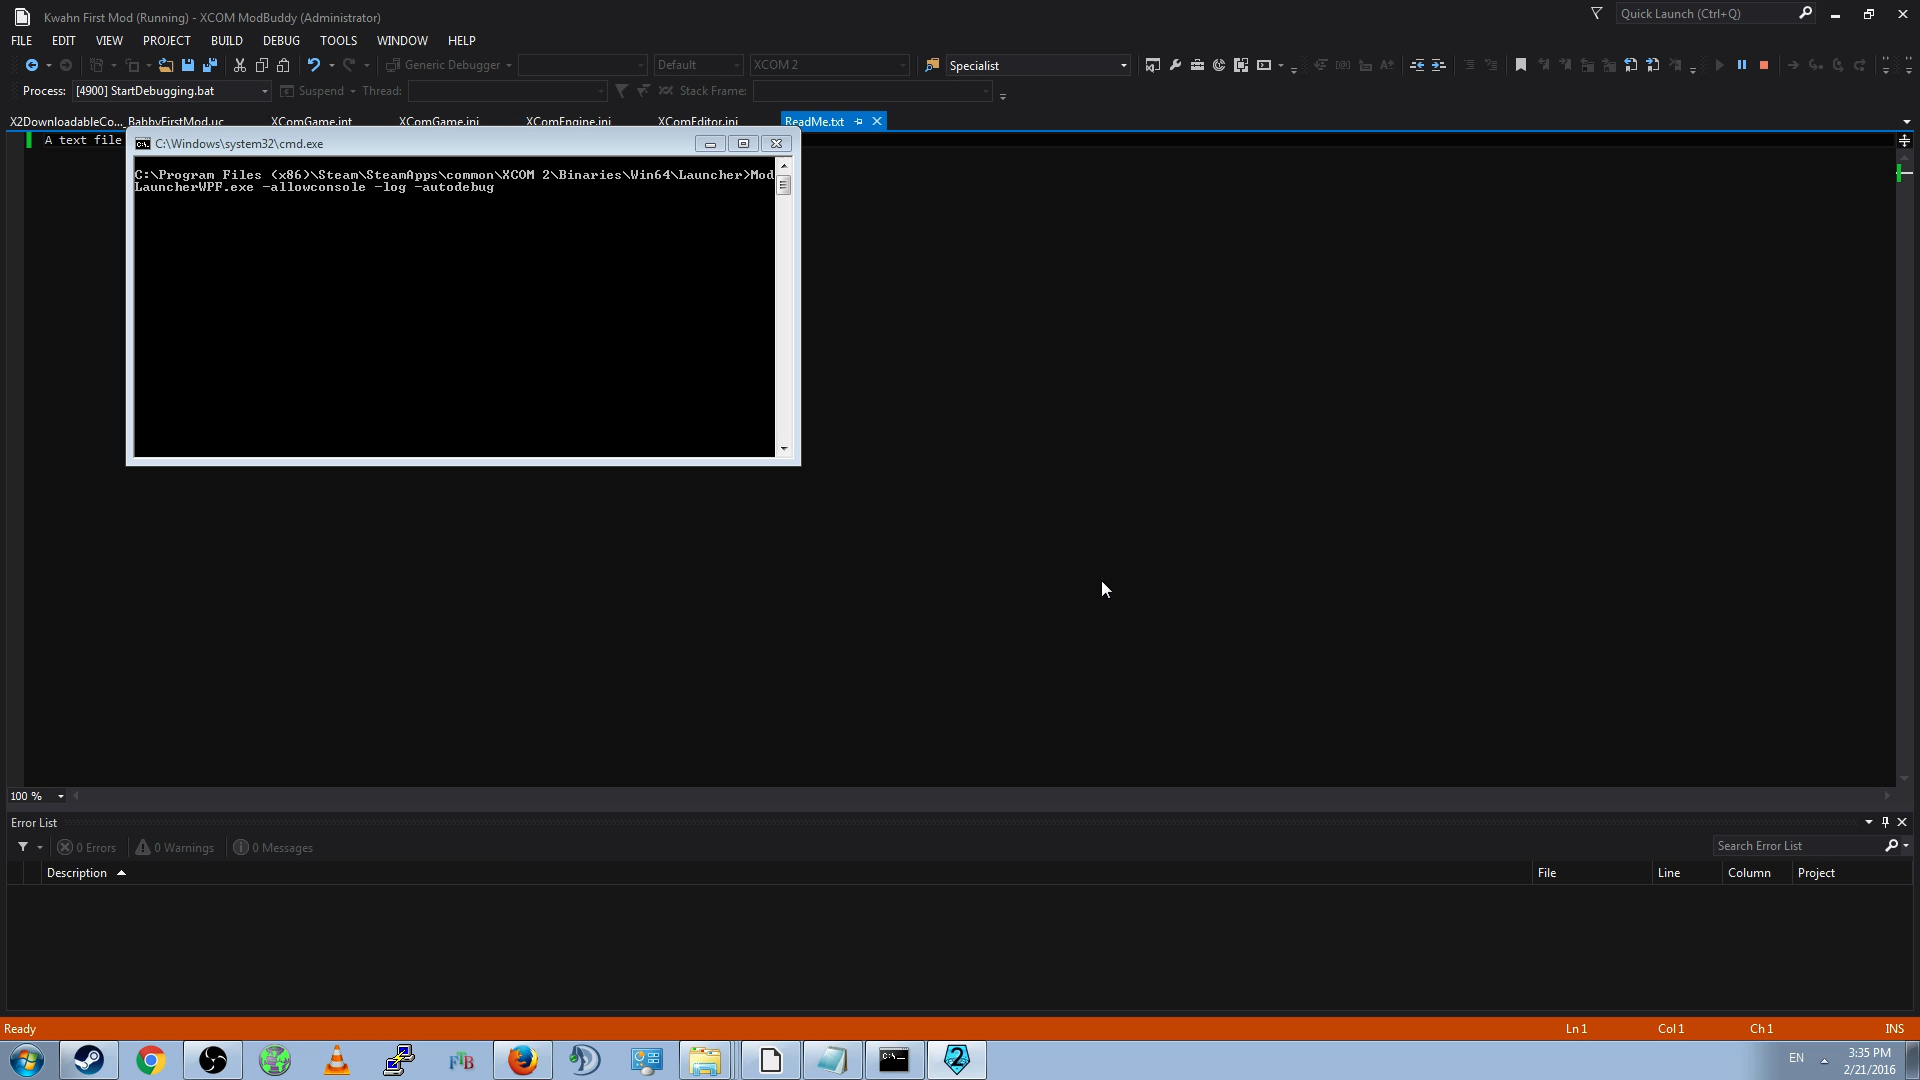 Kwahn First Mod (Running) - XCOM ModBuddy (Administrator)
Quick Launch (Ctrl+Q)
FILE EDIT VIEW PROJECT BUILD DEBUG TOOLS WINDOW HELP
Generic Debugger Default XCOM 2 Specialist
Process: [4900] StartDebugging.bat Suspend Thread: Stack Frame:
X2DownloadableCo..._BabbyFirstMod.uc XComGame.int XComGame.ini XComEngine.ini XComEditor.ini ReadMe.txt
A text file
C:\Windows\system32\cmd.exe
C:\Program Files (x86)\Steam\SteamApps\common\XCOM 2\Binaries\Win64\Launcher>Mod
LauncherWPF.exe -allowconsole -log -autodebug
100 %
Error List
0 Errors 0 Warnings 0 Messages
Search Error List
Description File Line Column Project
Ready Ln 1 Col 1 Ch 1 INS
FTB
C:\_
2
EN
3:35 PM
2/21/2016